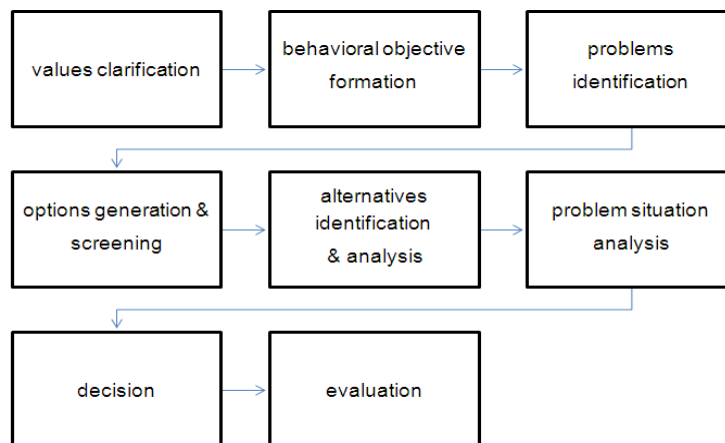 values clarification
behavioral objective
formation
problems
identification
options generation &
screening
alternatives
identification
& analysis
problem situation
analysis
decision
evaluation